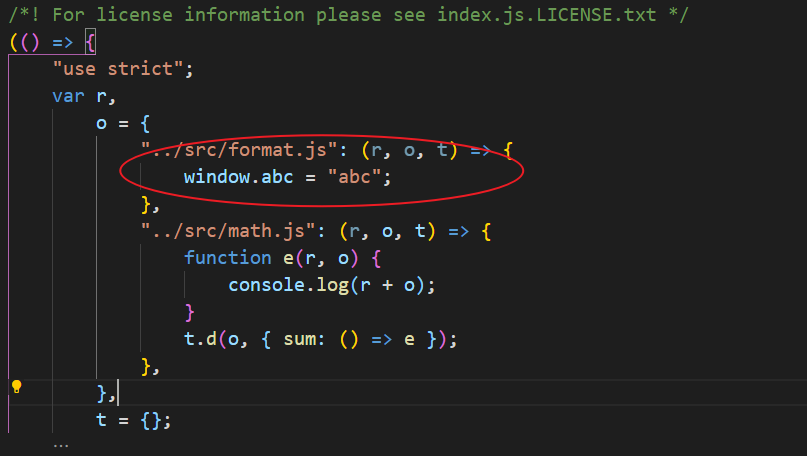 /*! For license information please see index.js.LICENSE.txt */
(() => {
"use strict";
var r,
o = {
"../src/format.js": (r, o, t) => {
window.abc = "abc";
},
"../src/math.js": (r, o, t) => {
function e(r, o) {
console.log(r + o);
}
t.d(o, { sum: () => e });
},
},
t = {};
...